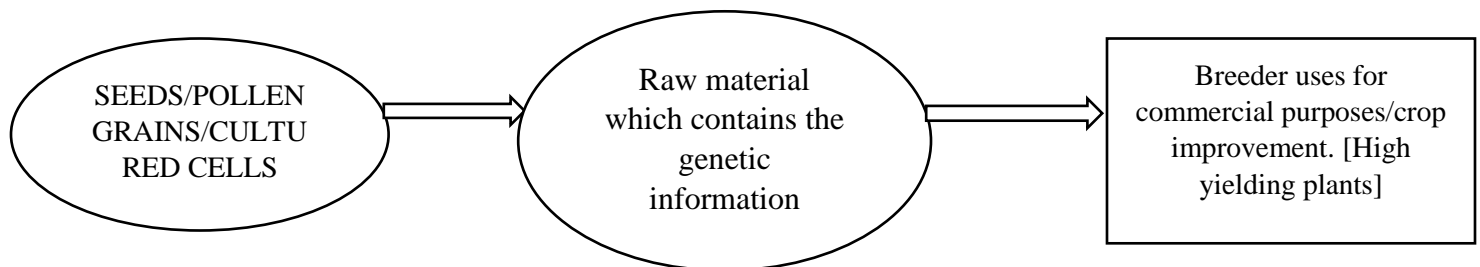 SEEDS/POLLEN
GRAINS/CULTU
RED CELLS
Raw material
which contains the
genetic
information
Breeder uses for
commercial purposes/crop
improvement. [High
yielding plants]